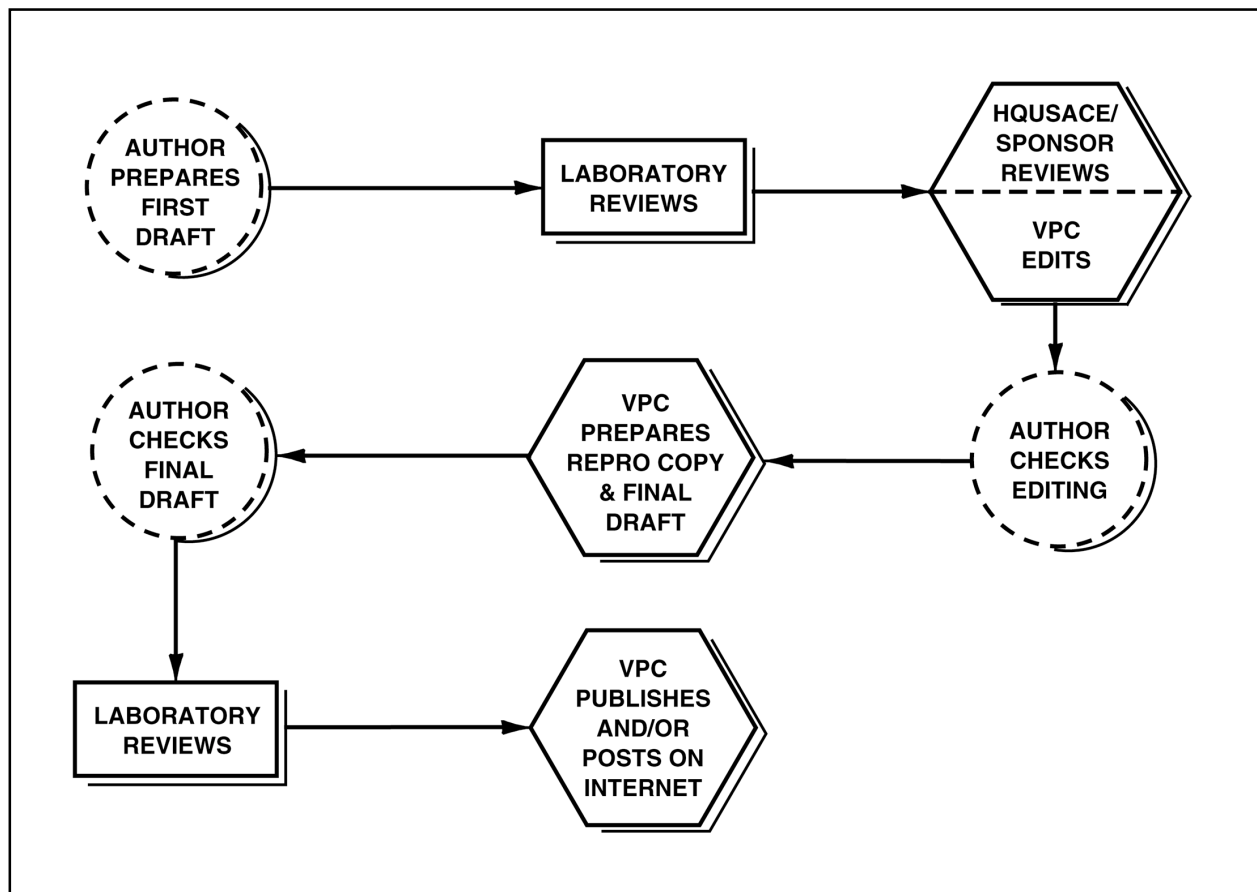 AUTHOR
PREPARES
FIRST
DRAFT
LABORATORY
REVIEWS
HQUSACE/
SPONSOR
REVIEWS
VPC
EDITS
AUTHOR
CHECKS
EDITING
VPC
PREPARES
REPRO COPY
& FINAL
DRAFT
AUTHOR
CHECKS
FINAL
DRAFT
LABORATORY
REVIEWS
VPC
PUBLISHES
AND/OR
POSTS ON
INTERNET